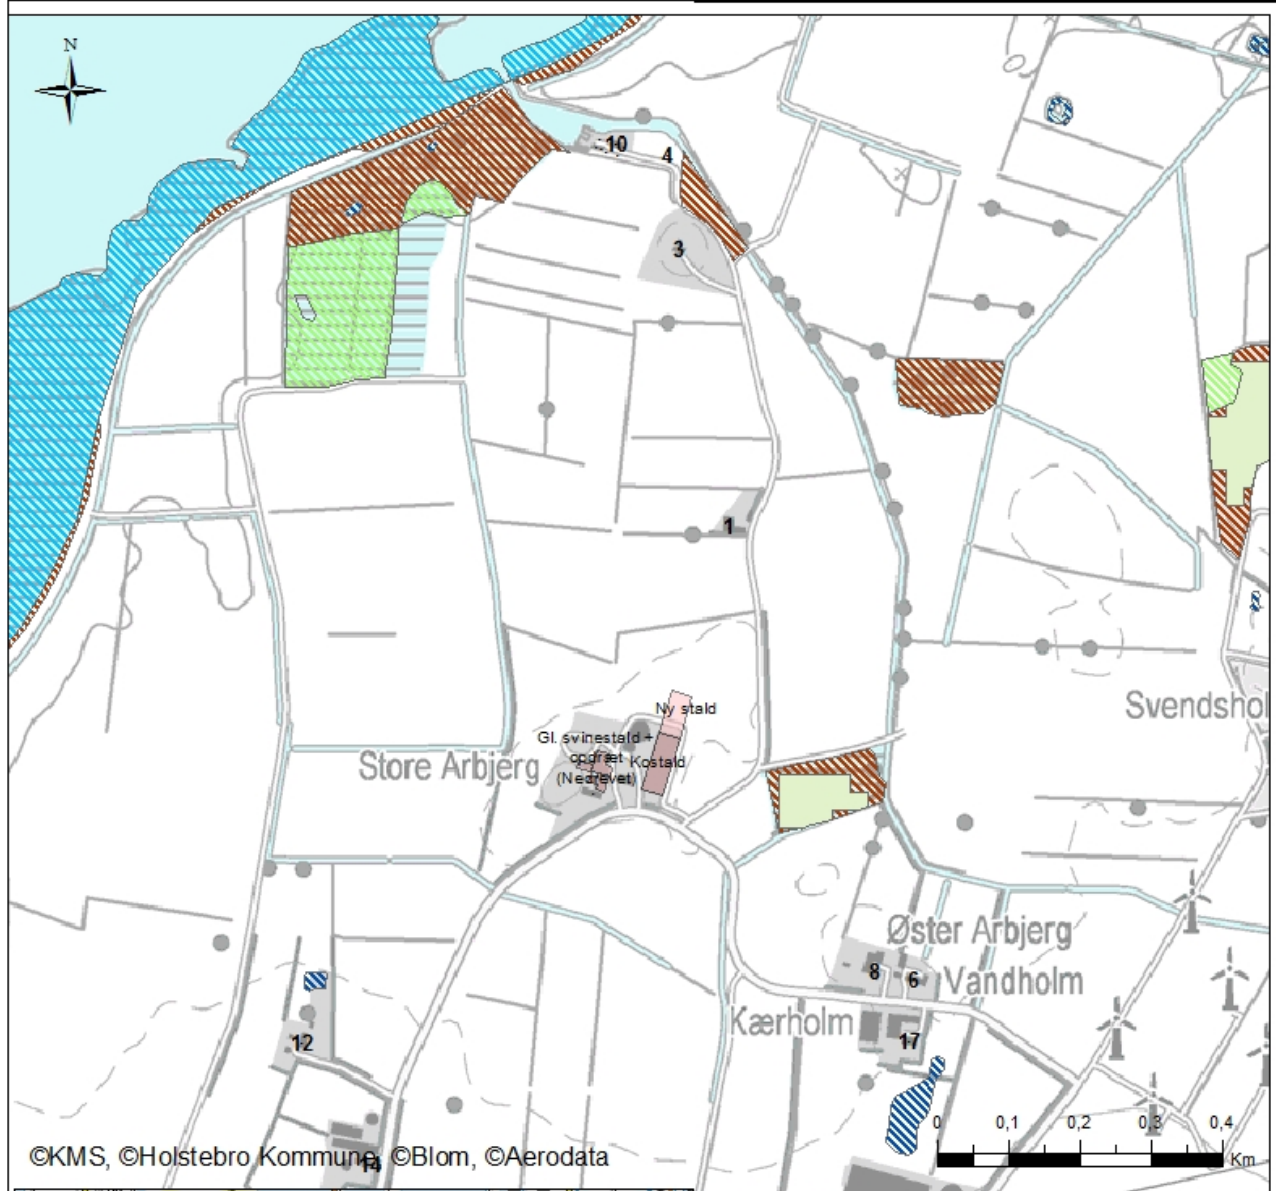 N
10
4
3
1
Ny stald
Gl. svinestald +
opdræt
(Nedrevet)
Kostald
Store Arbjerg
Svendshol
Øster Arbjerg
8
6
Vandholm
Kærholm
17
12
14
0 0,1 0,2 0,3 0,4
Km
©KMS, ©Holstebro Kommune, ©Blom, ©Aerodata